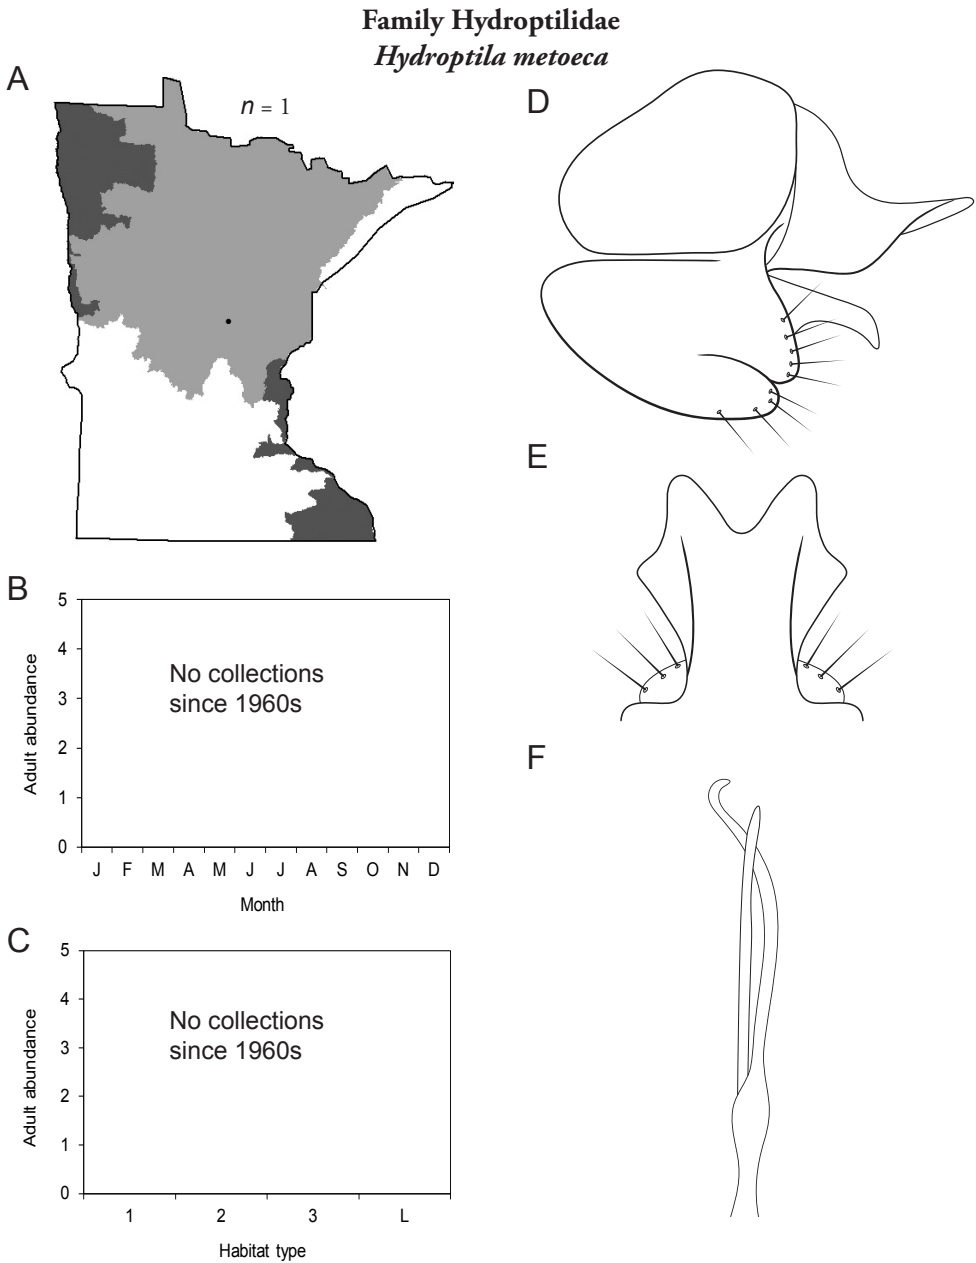 Family Hydroptilidae
Hydroptila metoeca
A
n = 1
B
5
4
3
2
1
0
Adult abundance
No collections
since 1960s
J F M A M J J A S O N D
Month
C
5
4
3
2
1
0
Adult abundance
No collections
since 1960s
1 2 3 L
Habitat type
D
E
F